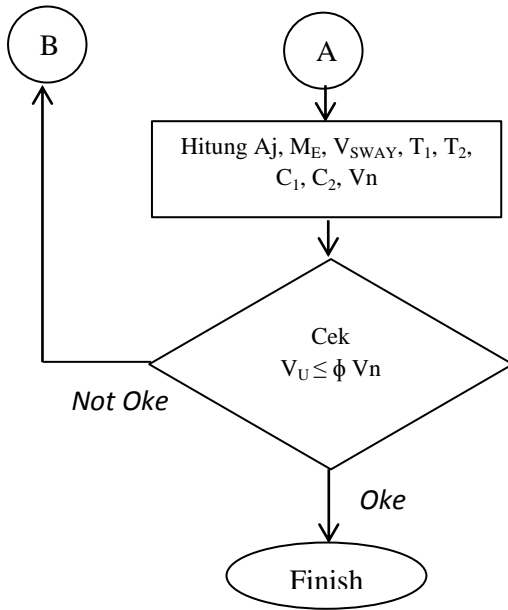 B
A
Hitung Aj, M_E, V_SWAY, T_1, T_2,
C_1, C_2, Vn
Cek
V_U ≤ ϕ Vn
Not Oke
Oke
Finish